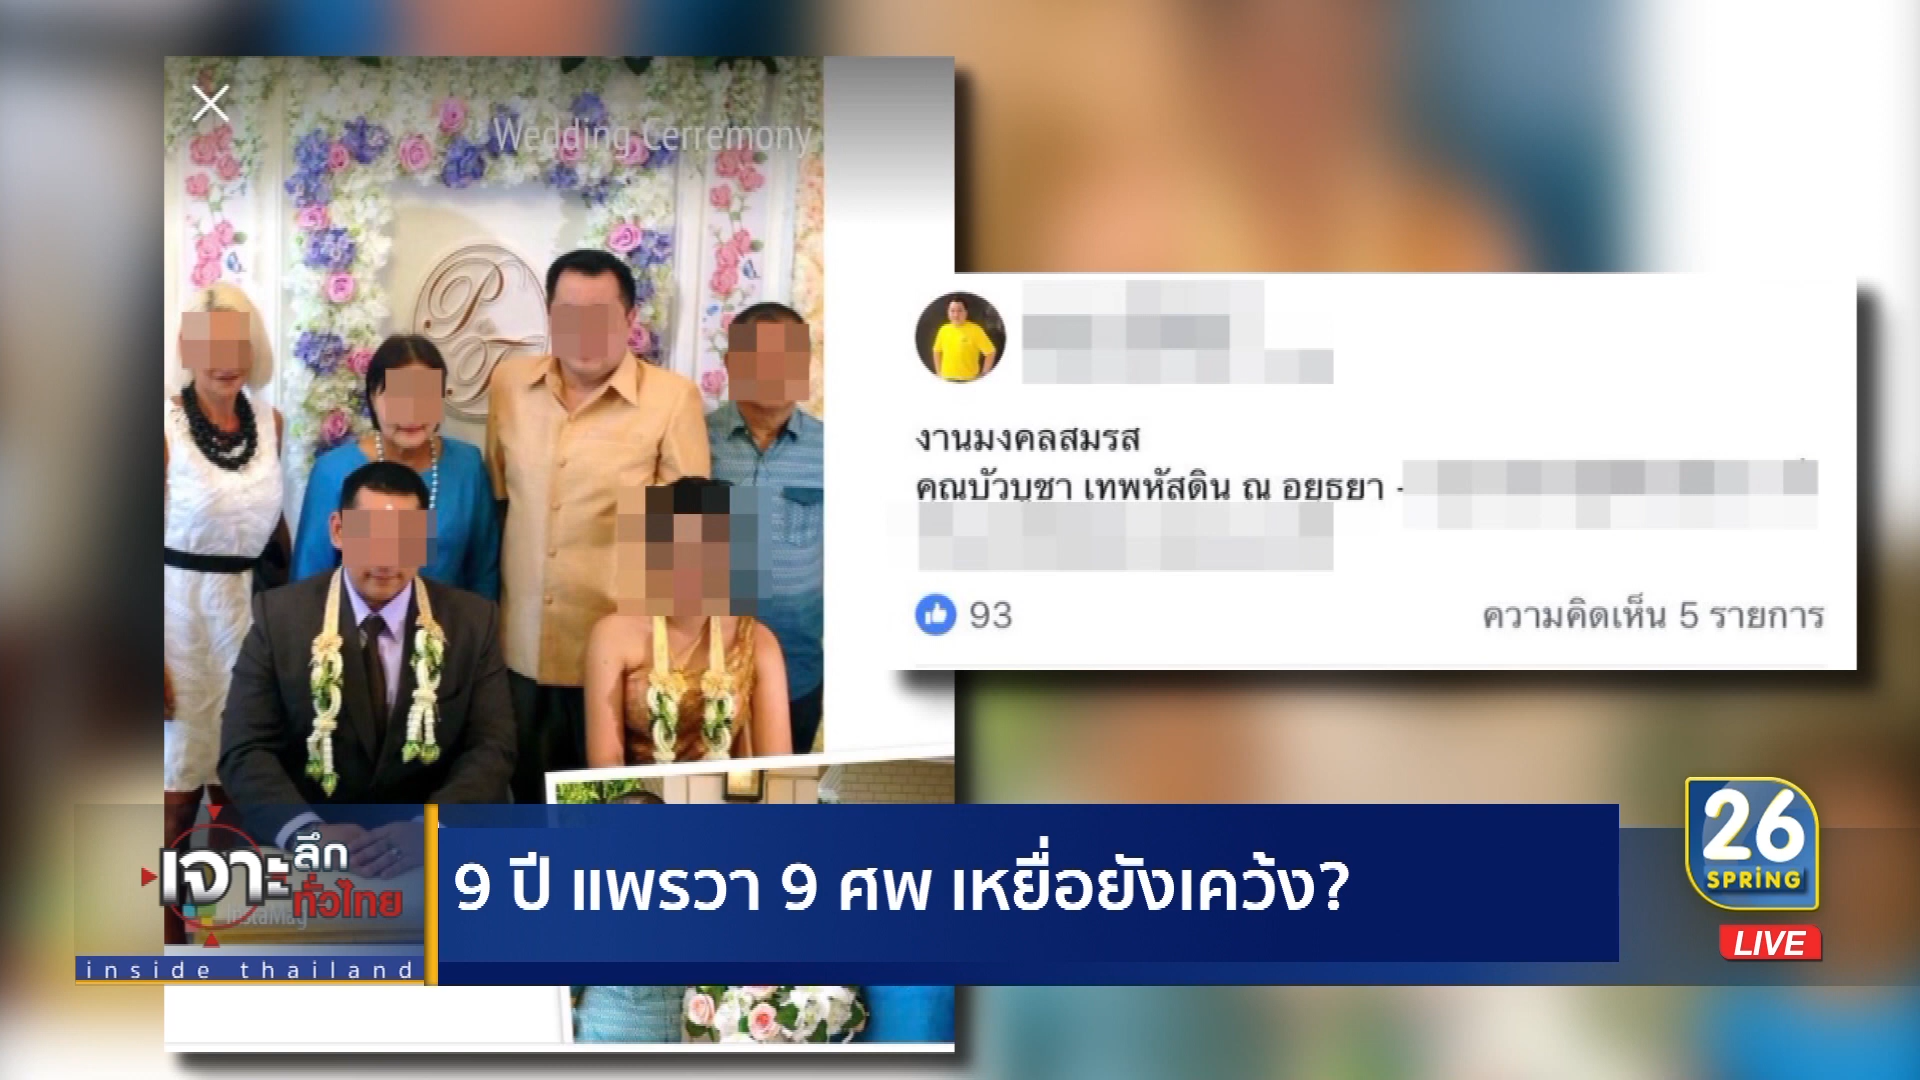 Wedding Cerremony
P
T
งานมงคลสมรส
คุณบัวบูชา เทพหัสดิน ณ อยุธยา -
93
ความคิดเห็น 5 รายการ
เจาะลึกทั่วไทย
InstaMag
inside thailand
9 ปี แพรวา 9 ศพ เหยื่อยังเคว้ง?
26
SPRiNG
LIVE